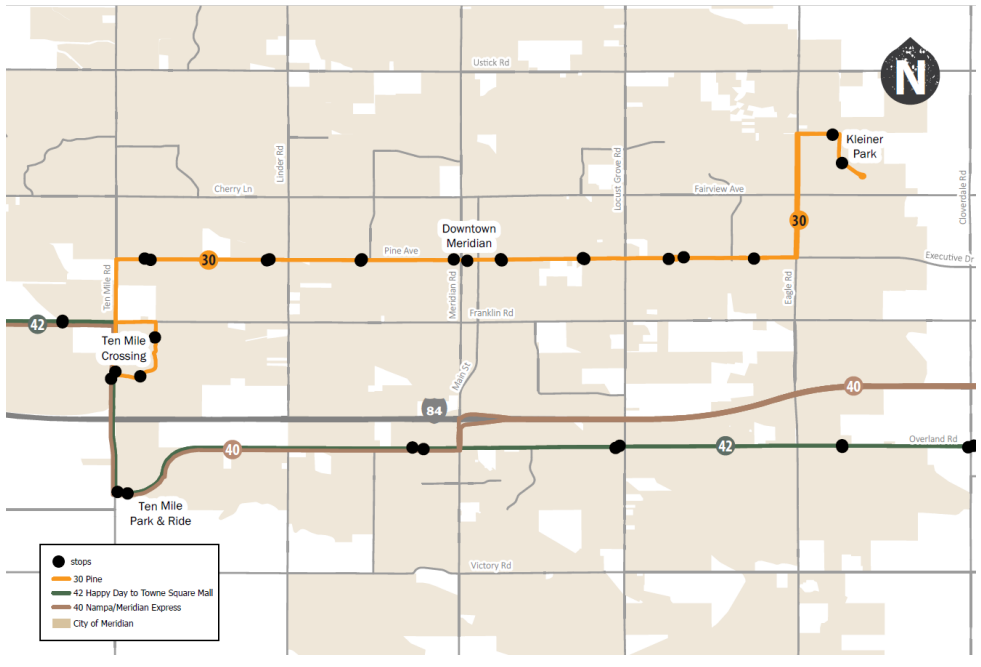 Ustick Rd
N
Kleiner
Park
Linder Rd
Locust Grove Rd
Cherry Ln
Fairview Ave
Cloverdale Rd
30
Downtown
Meridian
Pine Ave
30
Executive Dr
Ten Mile Rd
Meridian Rd
Eagle Rd
42
Franklin Rd
Ten Mile
Crossing
Main St
40
84
40
42
Overland Rd
Ten Mile
Park & Ride
Victory Rd
stops
30 Pine
42 Happy Day to Towne Square Mall
40 Nampa/Meridian Express
City of Meridian